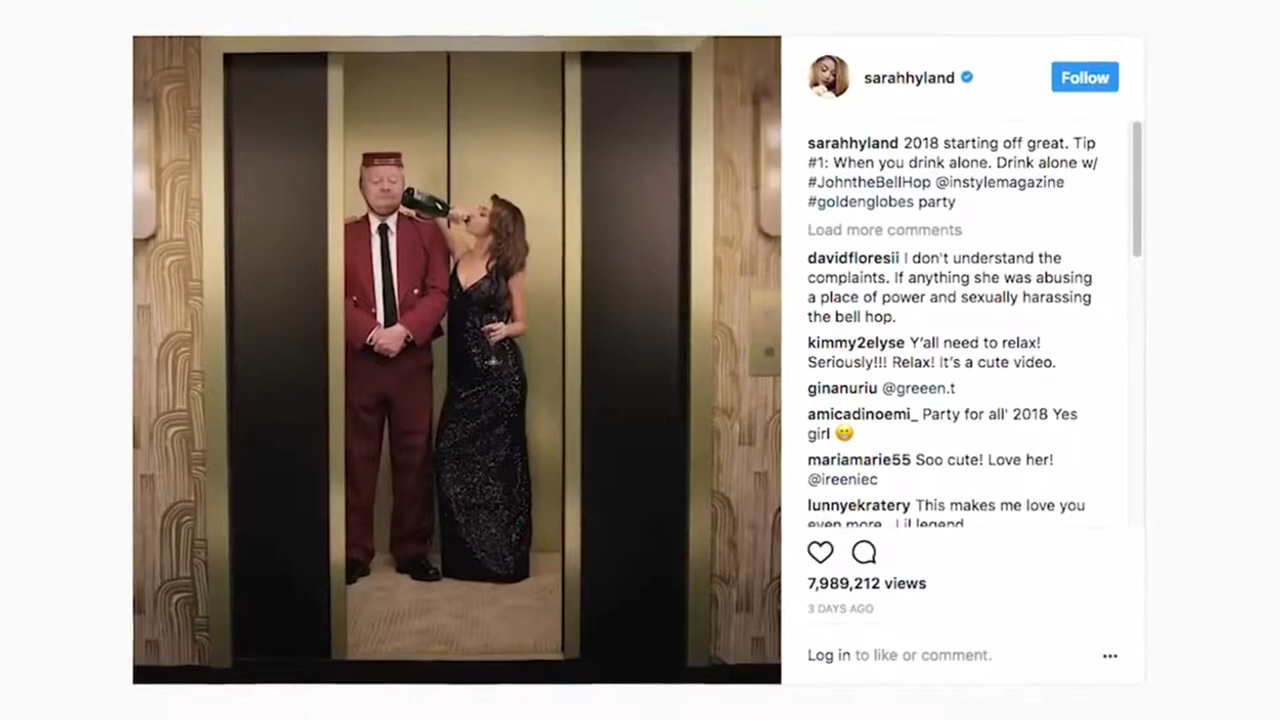 sarahhyland
Follow
sarahhyland 2018 starting off great. Tip
#1: When you drink alone. Drink alone w/
#JohntheBellHop @instylemagazine
#goldenglobes party
Load more comments
davidfloresii I don't understand the
complaints. If anything she was abusing
a place of power and sexually harassing
the bell hop.
kimmy2elyse Y'all need to relax!
Seriously!!! Relax! It's a cute video.
ginanuriu @greeen.t
amicadinoemi_ Party for all' 2018 Yes
girl 😁
mariamarie55 Soo cute! Love her!
@ireeniec
lunnyekratery This makes me love you
even more.. Lil legend
7,989,212 views
3 DAYS AGO
Log in to like or comment.